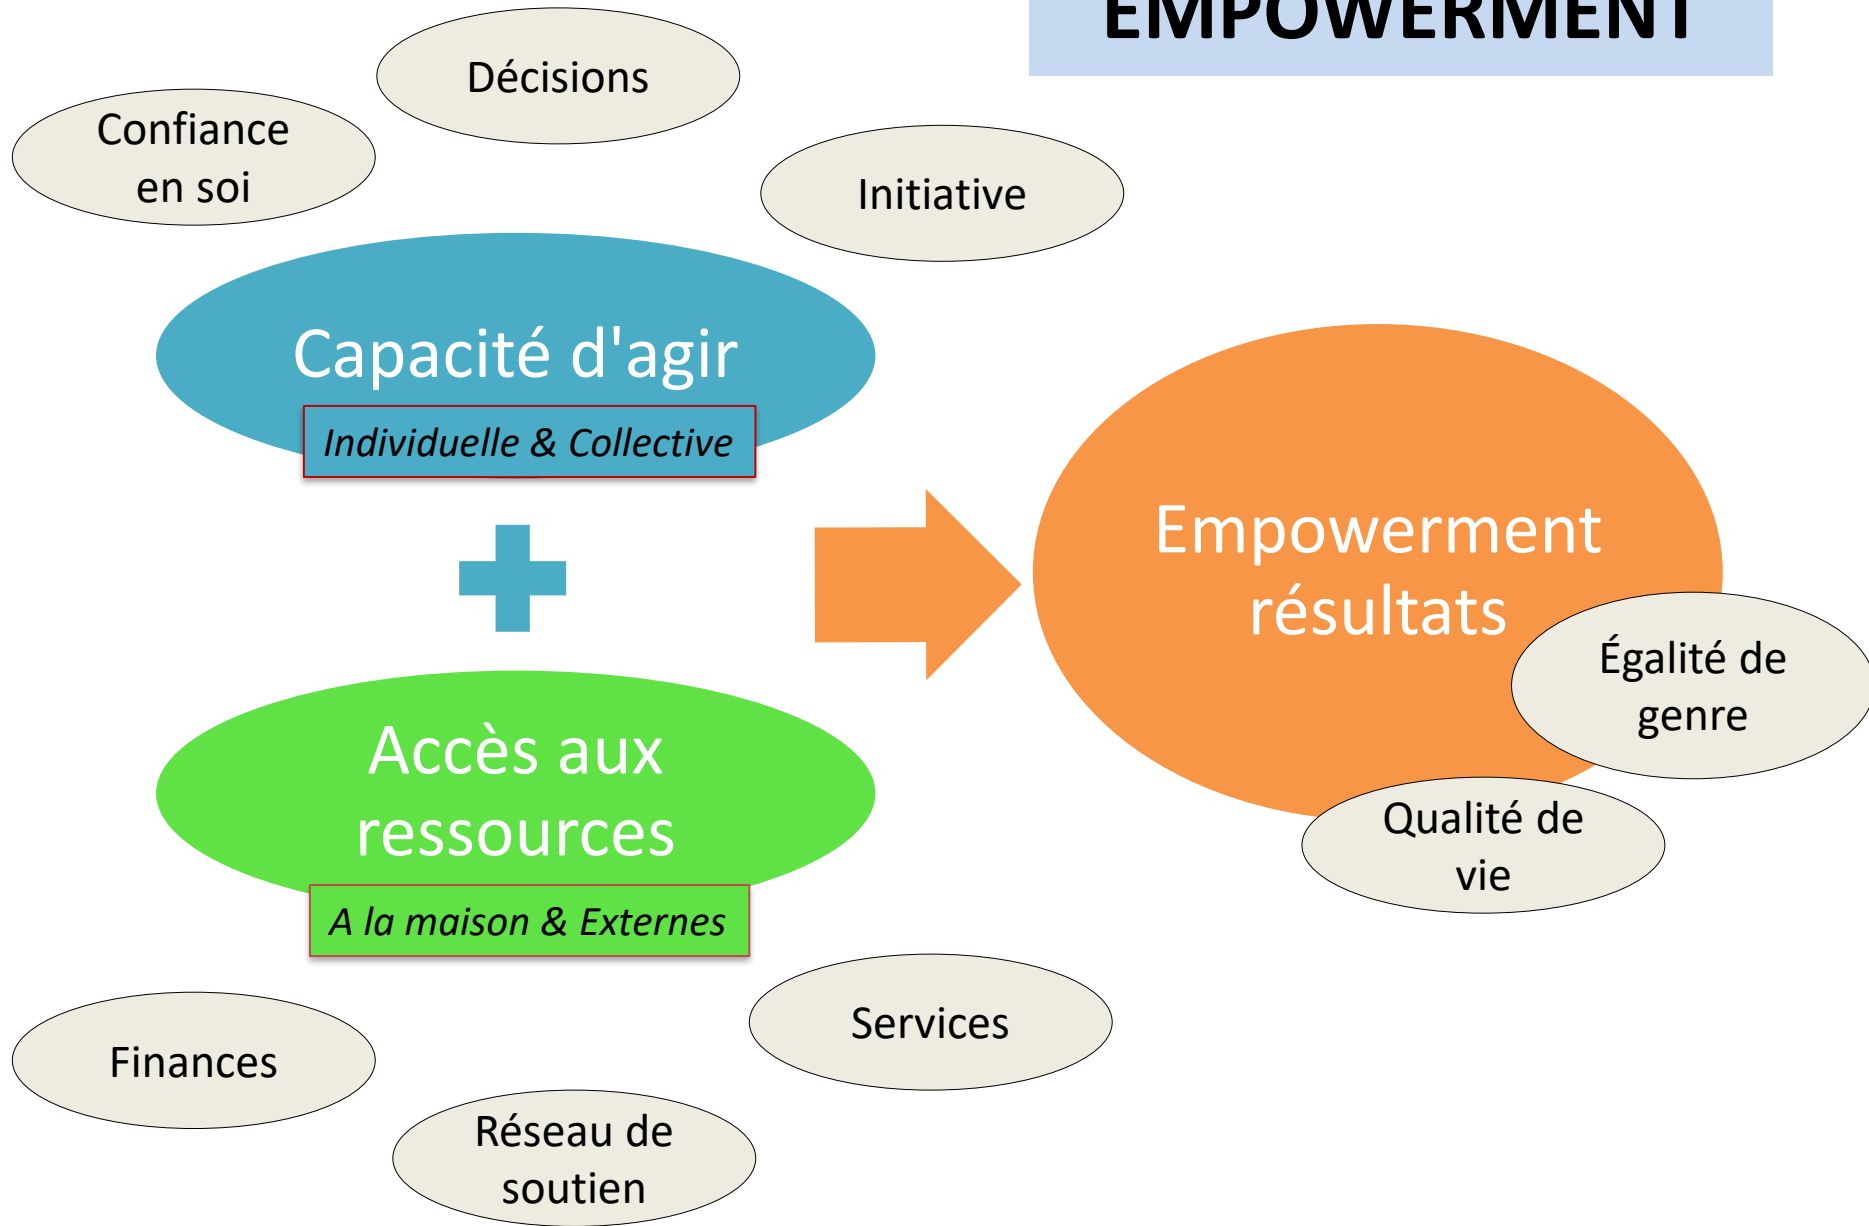 EMPOWERMENT
Décisions
Confiance
en soi
Initiative
Capacité d'agir
Individuelle & Collective
Empowerment
résultats
Égalité de
genre
Accès aux
ressources
Qualité de
vie
A la maison & Externes
Services
Finances
Réseau de
soutien